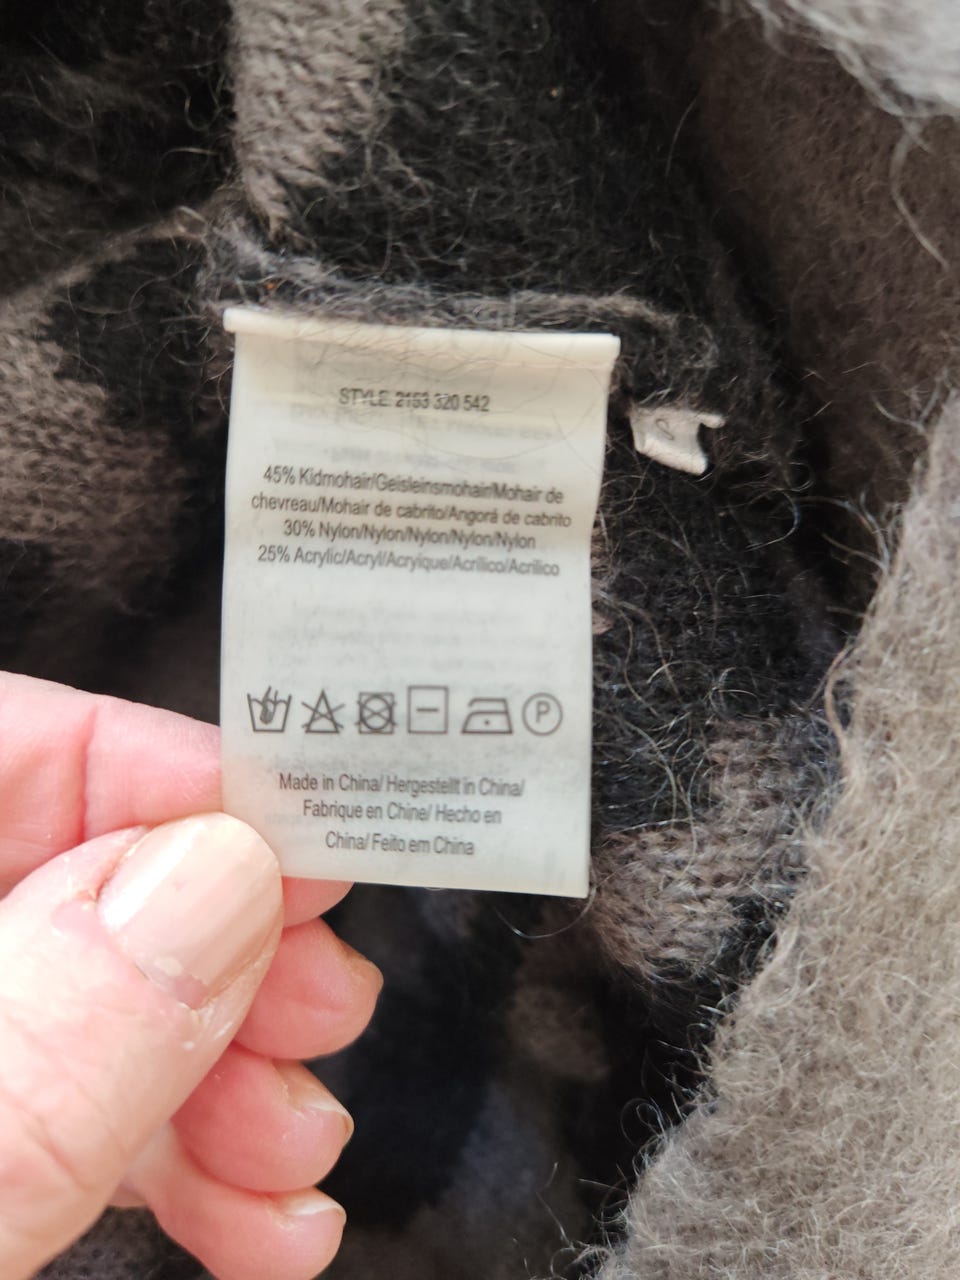 STYLE 2153 320 542
45% Kidmohair/Geisleinsmohair/Mohair de
chevreau/Mohair de cabrito/Angorá de cabrito
30% Nylon/Nylon/Nylon/Nylon/Nylon
25% Acrylic/Acryl/Acryique/Acrílico/Acrilico
P
Made in China/ Hergestellt in China/
Fabrique en Chine/ Hecho en
China/ Feito em China